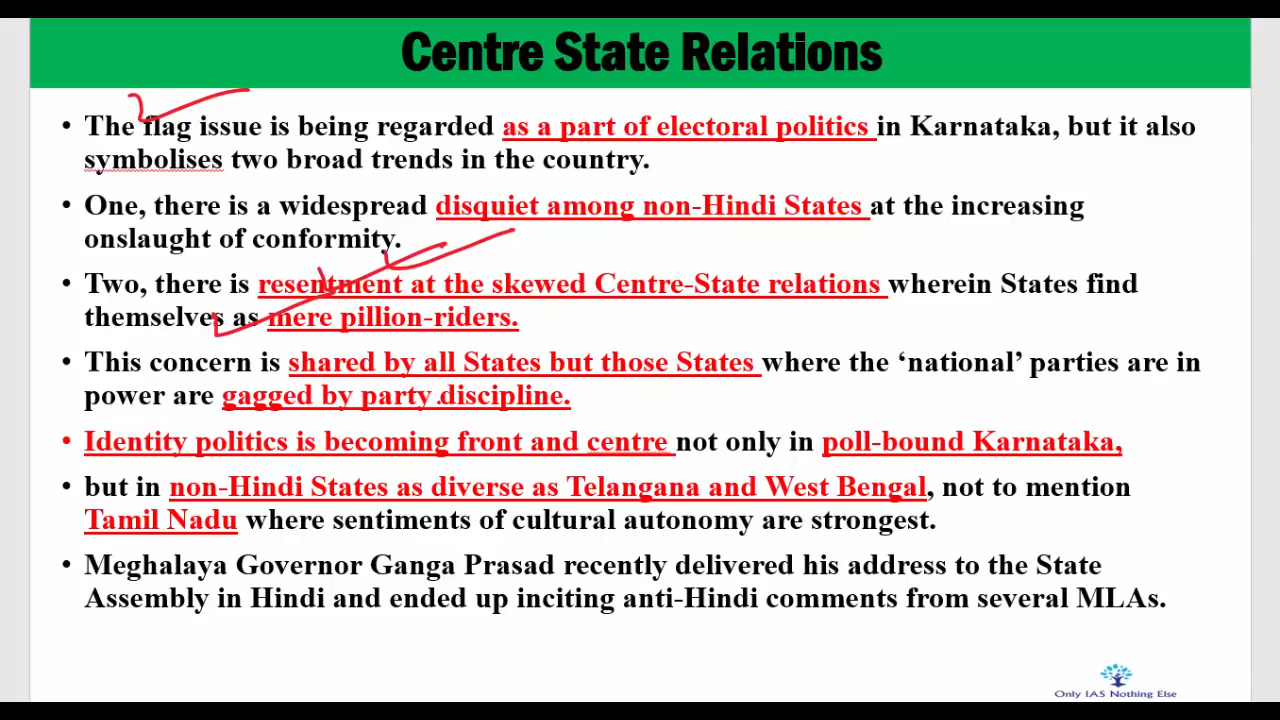 Centre State Relations
• The flag issue is being regarded as a part of electoral politics in Karnataka, but it also
symbolises two broad trends in the country.
• One, there is a widespread disquiet among non-Hindi States at the increasing
onslaught of conformity.
• Two, there is resentment at the skewed Centre-State relations wherein States find
themselves as mere pillion-riders.
• This concern is shared by all States but those States where the ‘national’ parties are in
power are gagged by party discipline.
• Identity politics is becoming front and centre not only in poll-bound Karnataka,
• but in non-Hindi States as diverse as Telangana and West Bengal, not to mention
Tamil Nadu where sentiments of cultural autonomy are strongest.
• Meghalaya Governor Ganga Prasad recently delivered his address to the State
Assembly in Hindi and ended up inciting anti-Hindi comments from several MLAs.
Only IAS Nothing Else